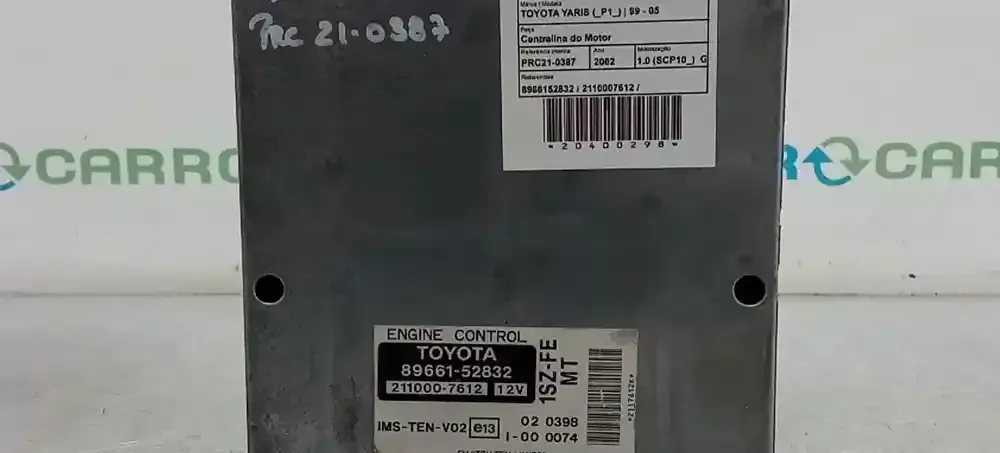 PRC 21-0387
Marca / Modelo
TOYOTA YARIS (_P1_) | 99 - 05
Peça
Centralina do Motor
Referência interna Ano Motorização
PRC21-0387 2002 1.0 (SCP10_) G
Referências
8966152832 / 2110007612 /
*20400298*
CARRO
CARRO
ENGINE CONTROL
TOYOTA
89661-52832
211000-7612 12V
1SZ-FE
MT
IMS-TEN-V02 e13 02 0398
I-00 0074
*2117612K*